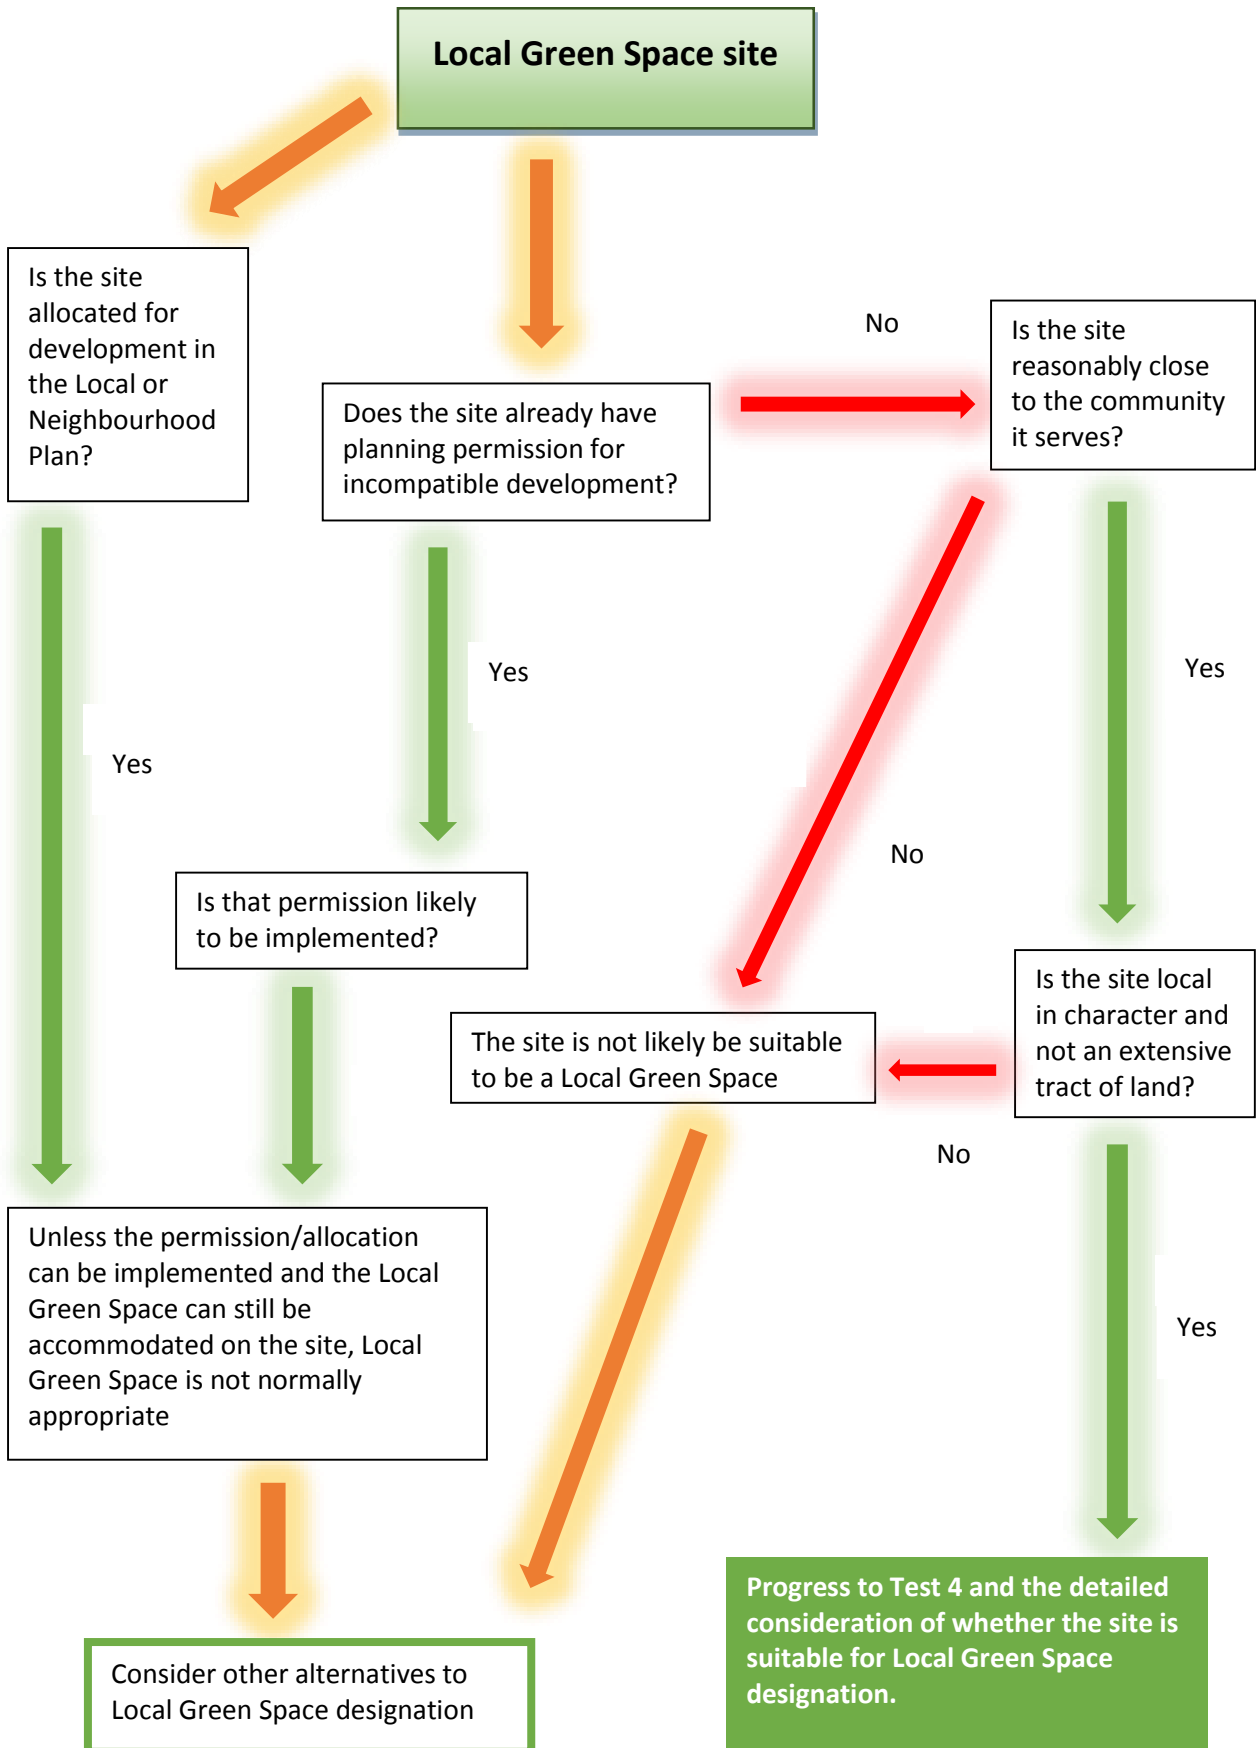 Local Green Space site
Is the site
allocated for
development in
the Local or
Neighbourhood
Plan?
Does the site already have
planning permission for
incompatible development?
No
Is the site
reasonably close
to the community
it serves?
Yes
Yes
Yes
No
Is that permission likely
to be implemented?
The site is not likely be suitable
to be a Local Green Space
Is the site local
in character and
not an extensive
tract of land?
No
Unless the permission/allocation
can be implemented and the Local
Green Space can still be
accommodated on the site, Local
Green Space is not normally
appropriate
Yes
Consider other alternatives to
Local Green Space designation
Progress to Test 4 and the detailed
consideration of whether the site is
suitable for Local Green Space
designation.